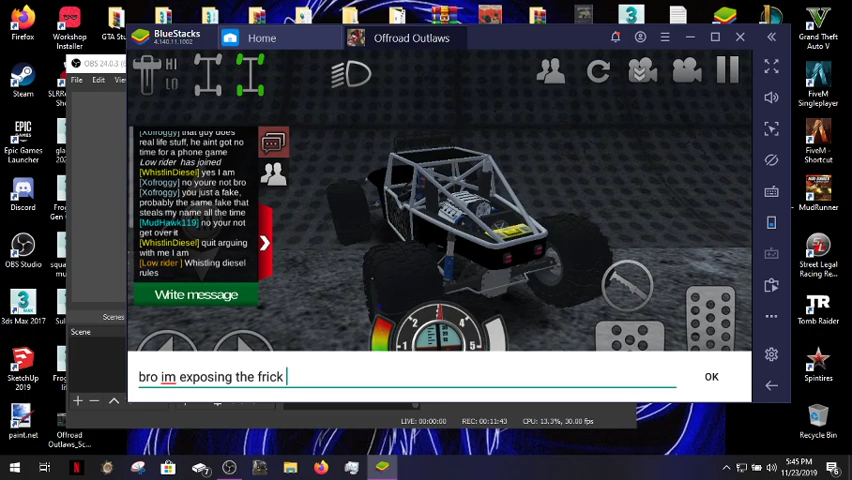 Firefox
Workshop
Installer
GTA
Stu
BlueStacks
4.140.11.1002
Home
Offroad Outlaws
Grand Theft
Auto V
OBS 24.0.3
File
Edit
HI
LO
Steam
FiveM
Singleplayer
[Xofroggy] that guy does
real life stuff, he aint got no
time for a phone game
Low rider has joined
[WhistlinDiesel] yes I am
[Xofroggy] no youre not bro
[Xofroggy] you just a fake,
probably the same fake that
steals my name all the time
[MudHawk119] no your not
get over it
[WhistlinDiesel] quit arguing
with me I am
[Low rider ] Whistling diesel
rules
Write message
Epic Games
Launcher
FiveM -
Shortcut
Discord
MudRunner
OBS Studio
Street Legal
Racing Re...
3ds Max 2017
Scenes
Scene
1
2
4
5
Tomb Raider
SketchUp
2019
bro im exposing the frick
OK
Spintires
paint.net
Offroad
Outlaws_Sc...
LIVE: 00:00:00
REC: 00:11:43
CPU: 13.3%, 30.00 fps
Recycle Bin
5:45 PM
11/23/2019